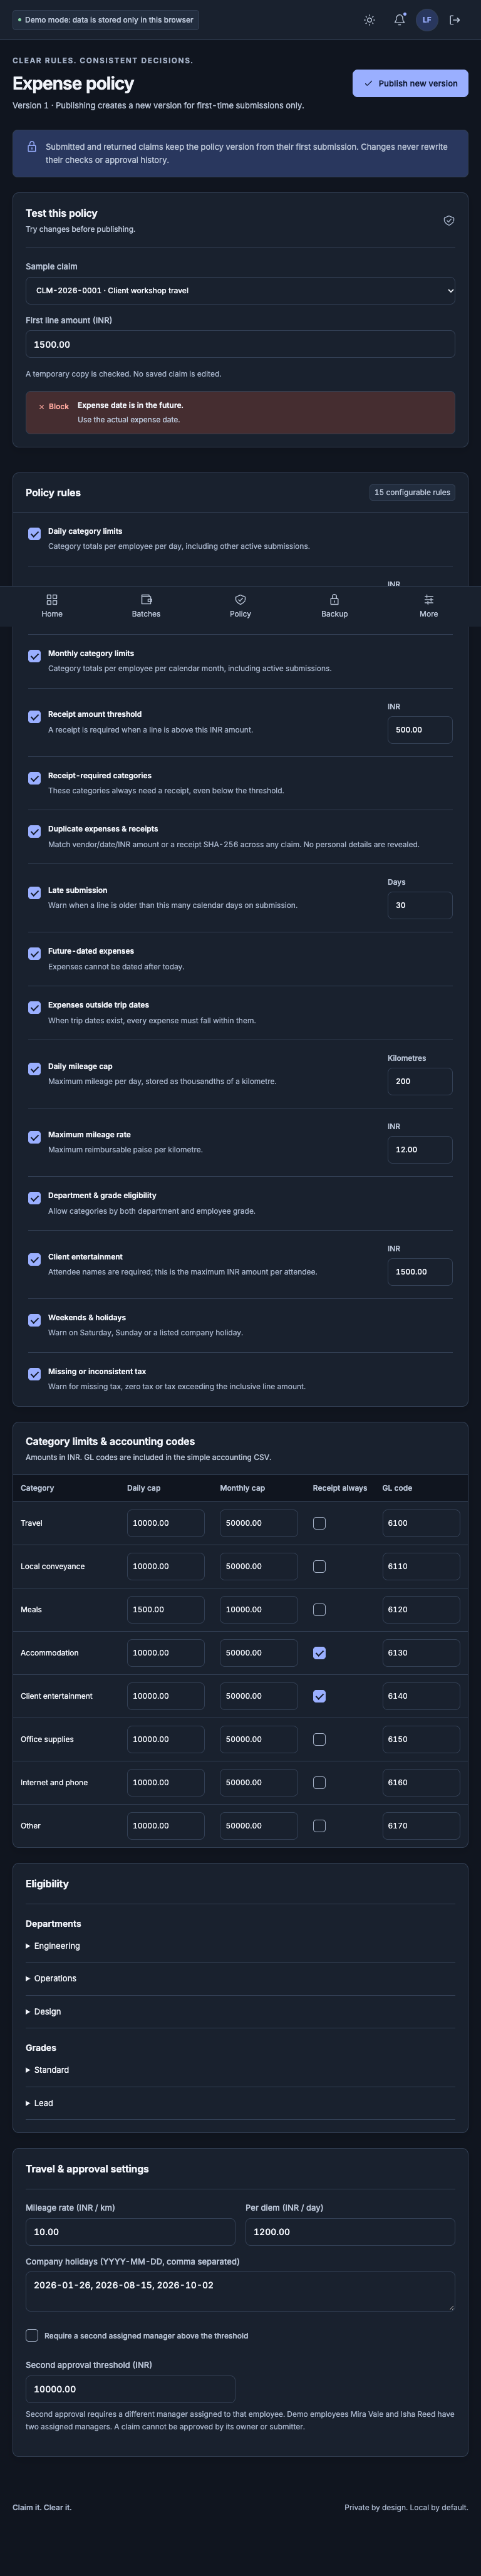 Demo mode: data is stored only in this browser
LF
CLEAR RULES. CONSISTENT DECISIONS.
Expense policy
Publish new version
Version 1 · Publishing creates a new version for first-time submissions only.
Submitted and returned claims keep the policy version from their first submission. Changes never rewrite
their checks or approval history.
Test this policy
Try changes before publishing.
Sample claim
CLM-2026-0001 · Client workshop travel
First line amount (INR)
1500.00
A temporary copy is checked. No saved claim is edited.
Block
Expense date is in the future.
Use the actual expense date.
Policy rules
15 configurable rules
Daily category limits
Category totals per employee per day, including other active submissions.
INR
Home
Batches
Policy
Backup
More
Monthly category limits
Category totals per employee per calendar month, including active submissions.
Receipt amount threshold
A receipt is required when a line is above this INR amount.
INR
500.00
Receipt-required categories
These categories always need a receipt, even below the threshold.
Duplicate expenses & receipts
Match vendor/date/INR amount or a receipt SHA-256 across any claim. No personal details are revealed.
Late submission
Warn when a line is older than this many calendar days on submission.
Days
30
Future-dated expenses
Expenses cannot be dated after today.
Expenses outside trip dates
When trip dates exist, every expense must fall within them.
Daily mileage cap
Maximum mileage per day, stored as thousandths of a kilometre.
Kilometres
200
Maximum mileage rate
Maximum reimbursable paise per kilometre.
INR
12.00
Department & grade eligibility
Allow categories by both department and employee grade.
Client entertainment
Attendee names are required; this is the maximum INR amount per attendee.
INR
1500.00
Weekends & holidays
Warn on Saturday, Sunday or a listed company holiday.
Missing or inconsistent tax
Warn for missing tax, zero tax or tax exceeding the inclusive line amount.
Category limits & accounting codes
Amounts in INR. GL codes are included in the simple accounting CSV.
Category Daily cap Monthly cap Receipt always GL code
Travel 10000.00 50000.00 6100
Local conveyance 10000.00 50000.00 6110
Meals 1500.00 10000.00 6120
Accommodation 10000.00 50000.00 6130
Client entertainment 10000.00 50000.00 6140
Office supplies 10000.00 50000.00 6150
Internet and phone 10000.00 50000.00 6160
Other 10000.00 50000.00 6170
Eligibility
Departments
Engineering
Operations
Design
Grades
Standard
Lead
Travel & approval settings
Mileage rate (INR / km)
10.00
Per diem (INR / day)
1200.00
Company holidays (YYYY-MM-DD, comma separated)
2026-01-26, 2026-08-15, 2026-10-02
Require a second assigned manager above the threshold
Second approval threshold (INR)
10000.00
Second approval requires a different manager assigned to that employee. Demo employees Mira Vale and Isha Reed have
two assigned managers. A claim cannot be approved by its owner or submitter.
Claim it. Clear it.
Private by design. Local by default.